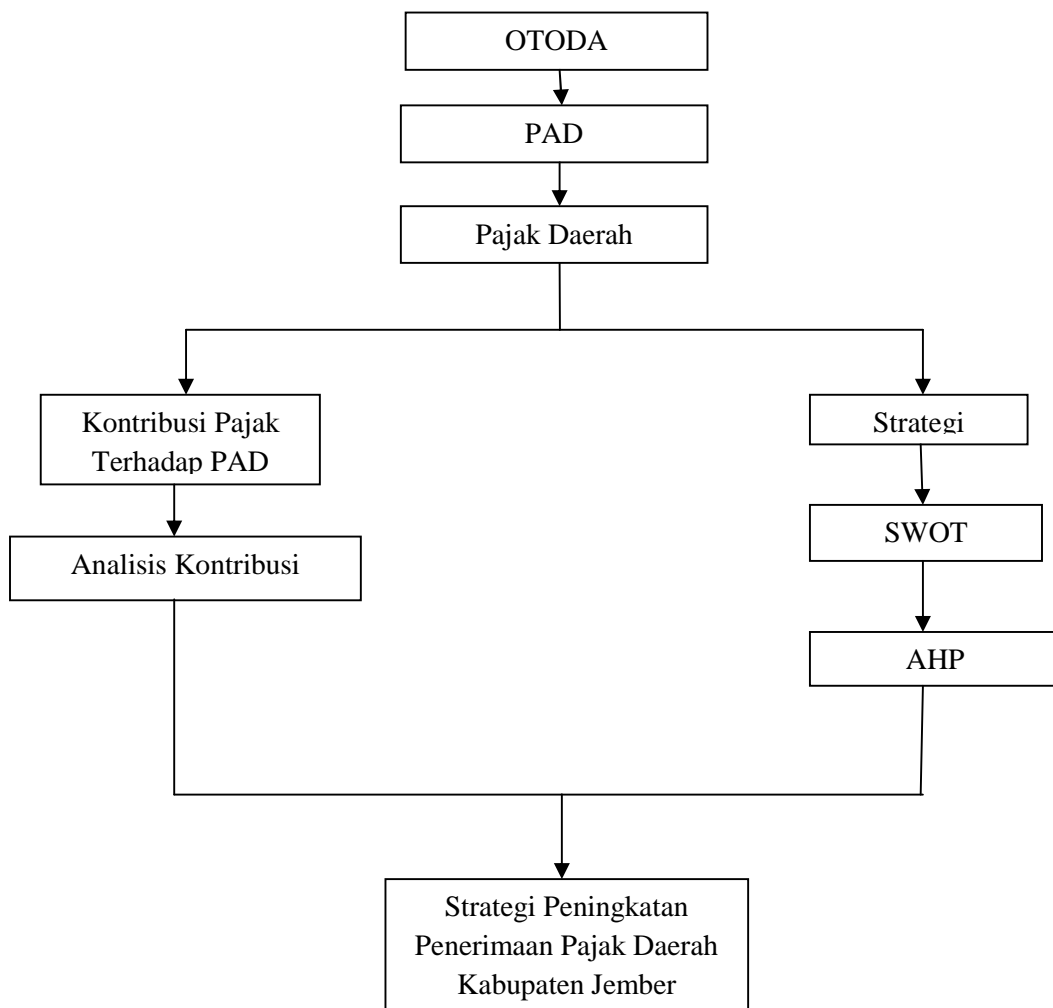 OTODA
PAD
Pajak Daerah
Kontribusi Pajak
Terhadap PAD
Strategi
Analisis Kontribusi
SWOT
AHP
Strategi Peningkatan
Penerimaan Pajak Daerah
Kabupaten Jember